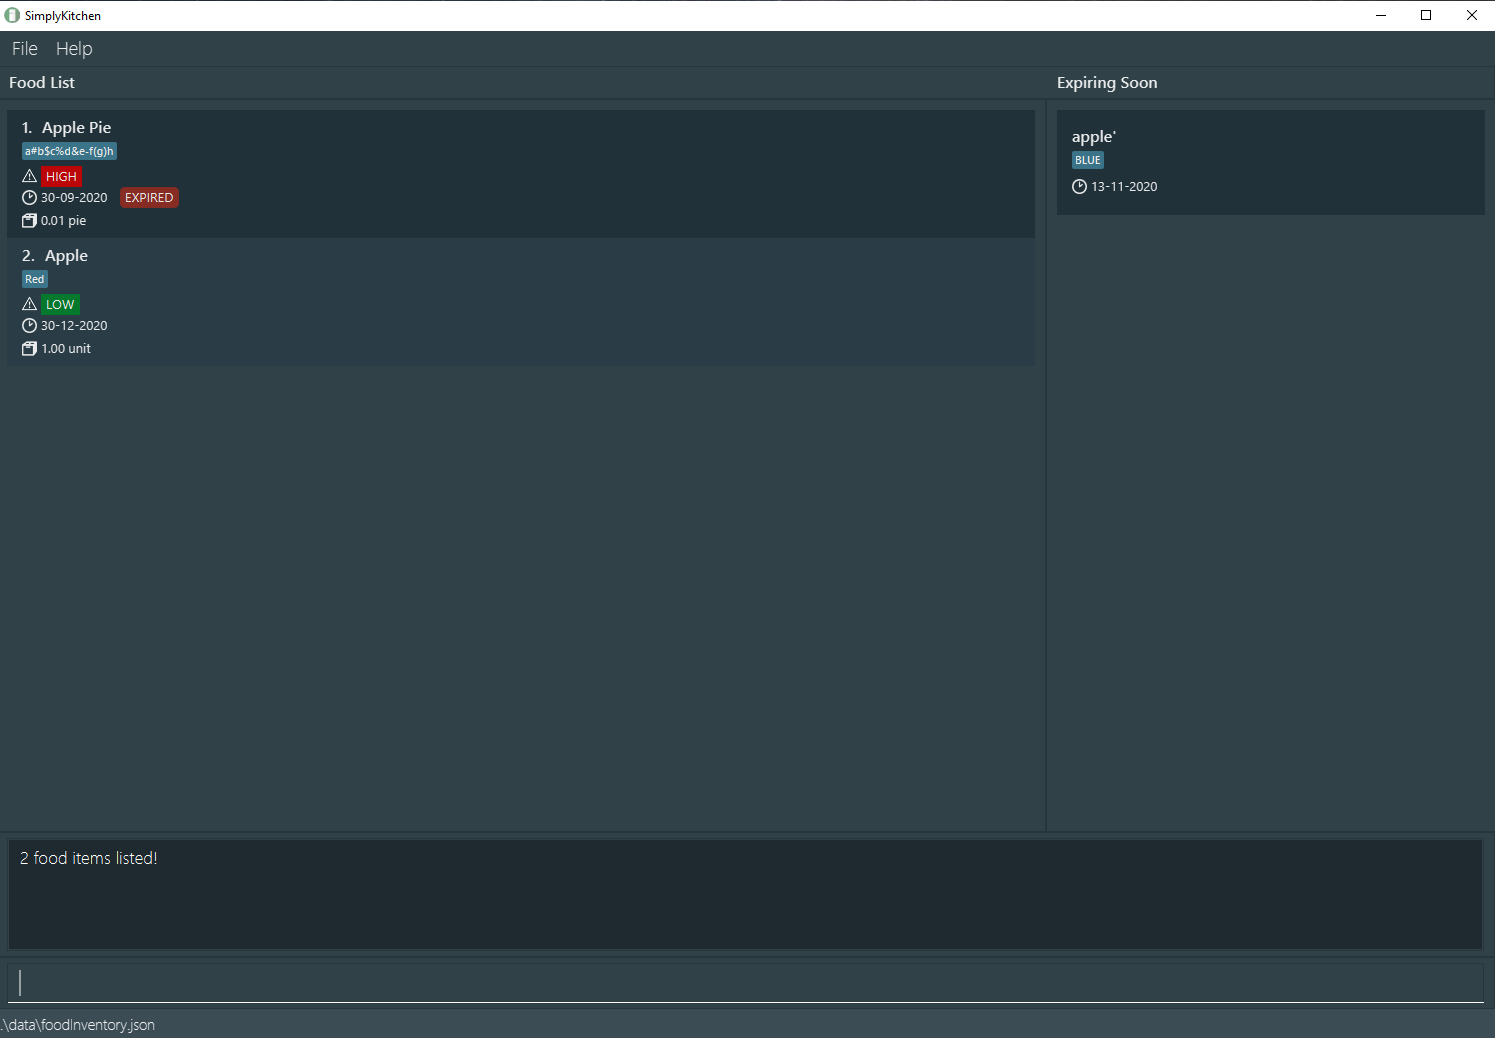 SimplyKitchen
File Help
Food List
1. Apple Pie
a#b$c%d&e-f(g)h
HIGH
30-09-2020 EXPIRED
0.01 pie
2. Apple
Red
LOW
30-12-2020
1.00 unit
Expiring Soon
apple'
BLUE
13-11-2020
2 food items listed!
.\data\foodInventory.json